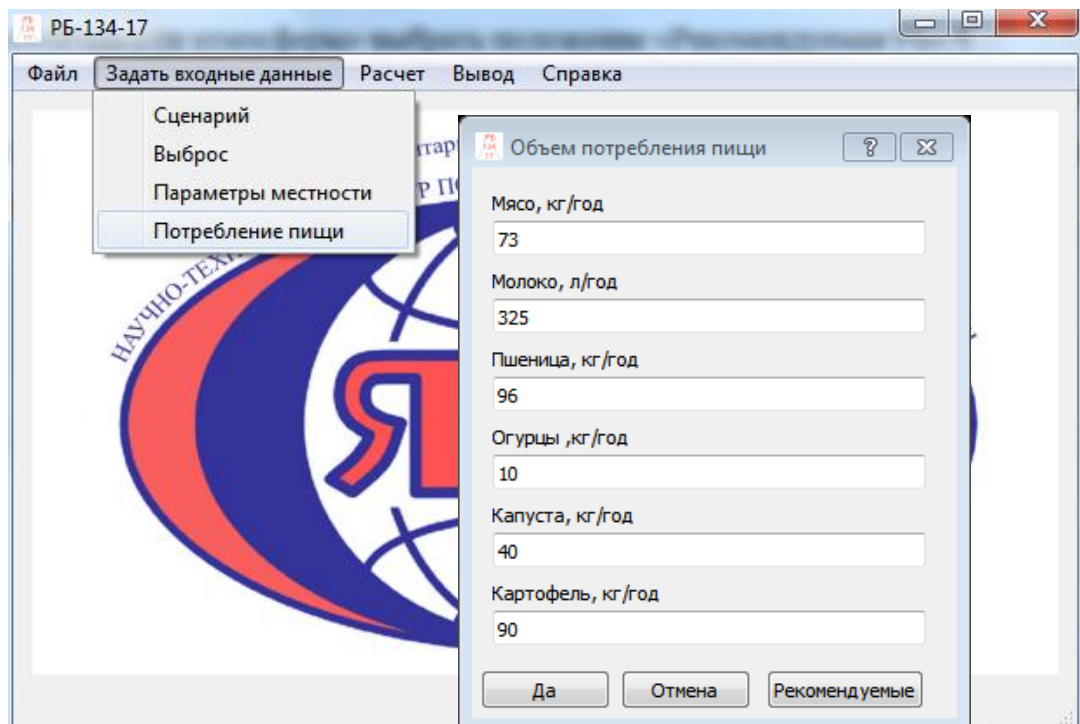 РБ-134-17
Файл Задать входные данные Расчет Вывод Справка
Сценарий
Выброс
Параметры местности
Потребление пищи
НАУЧНО-ТЕХН
Объем потребления пищи
Мясо, кг/год
73
Молоко, л/год
325
Пшеница, кг/год
96
Огурцы ,кг/год
10
Капуста, кг/год
40
Картофель, кг/год
90
Да Отмена Рекомендуемые